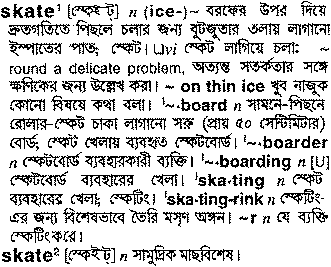 skate¹ [স্কেইট্] n (ice-) ~ বরফের উপর দিয়ে
দ্রুতগতিতে পিছলে চলার জন্য বুটজুতার তলায় লাগানো
ইস্পাতের পাত; স্কেট। □vi স্কেট লাগিয়ে চলা: ~
round a delicate problem, অত্যন্ত সতর্কতার সঙ্গে
ক্ষণিকের জন্য উল্লেখ করা। ~ on thin ice খুব নাজুক
কোনো বিষয়ে কথা বলা। ˈ~·board n সামনে-পিছনে
রোলার-স্কেট চাকা লাগানো সরু (প্রায় ৫০ সেন্টিমিটার)
বোর্ড; স্কেট খেলায় ব্যবহৃত স্কেটবোর্ড। ˈ~·boarder
n স্কেটবোর্ড ব্যবহারকারী ব্যক্তি। ˈ~·boarding n [U]
স্কেটবোর্ড ব্যবহারের খেলা। ˈska·ting n স্কেট
ব্যবহারের খেলা, স্কেটিং। ˈska·ting-rink n স্কেটিং-
এর জন্য বিশেষভাবে তৈরি মসৃণ অঙ্গন। ~r n যে ব্যক্তি
স্কেটিং করে।
skate² [স্কেইট্] n সামুদ্রিক মাছবিশেষ।